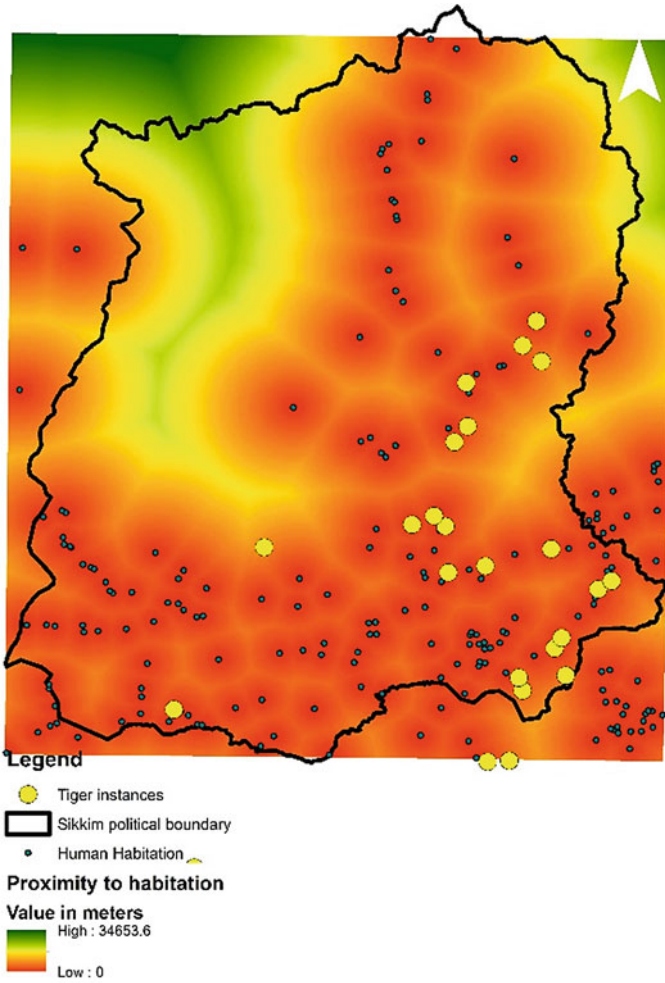 Legend
Tiger instances
Sikkim political boundary
Human Habitation
Proximity to habitation
Value in meters
High : 34653.6
Low : 0